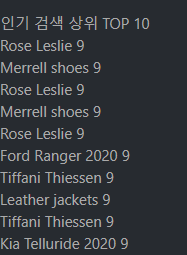 인기 검색 상위 TOP 10
Rose Leslie 9
Merrell shoes 9
Rose Leslie 9
Merrell shoes 9
Rose Leslie 9
Ford Ranger 2020 9
Tiffani Thiessen 9
Leather jackets 9
Tiffani Thiessen 9
Kia Telluride 2020 9